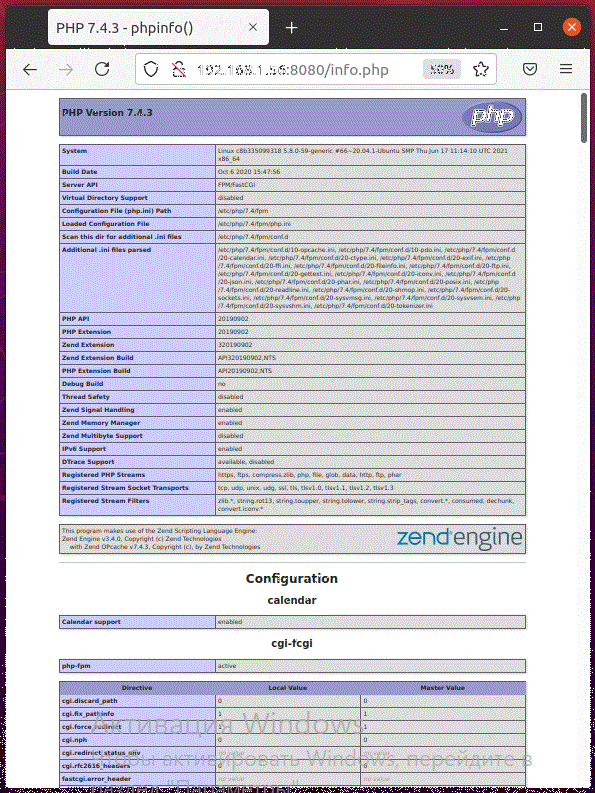 PHP 7.4.3 - phpinfo()
192.168.1.56:8080/info.php 50%
PHP Version 7.4.3
php
System Linux c86335099318 5.8.0-59-generic #66~20.04.1-Ubuntu SMP Thu Jun 17 11:14:10 UTC 2021
x86_64
Build Date Oct 6 2020 15:47:56
Server API FPM/FastCGI
Virtual Directory Support disabled
Configuration File (php.ini) Path /etc/php/7.4/fpm
Loaded Configuration File /etc/php/7.4/fpm/php.ini
Scan this dir for additional .ini files /etc/php/7.4/fpm/conf.d
Additional .ini files parsed /etc/php/7.4/fpm/conf.d/10-opcache.ini, /etc/php/7.4/fpm/conf.d/10-pdo.ini, /etc/php/7.4/fpm/conf.d
/20-calendar.ini, /etc/php/7.4/fpm/conf.d/20-ctype.ini, /etc/php/7.4/fpm/conf.d/20-exif.ini, /etc/php
/7.4/fpm/conf.d/20-ffi.ini, /etc/php/7.4/fpm/conf.d/20-fileinfo.ini, /etc/php/7.4/fpm/conf.d/20-ftp.ini,
/etc/php/7.4/fpm/conf.d/20-gettext.ini, /etc/php/7.4/fpm/conf.d/20-iconv.ini, /etc/php/7.4/fpm/conf.d
/20-json.ini, /etc/php/7.4/fpm/conf.d/20-phar.ini, /etc/php/7.4/fpm/conf.d/20-posix.ini, /etc/php
/7.4/fpm/conf.d/20-readline.ini, /etc/php/7.4/fpm/conf.d/20-shmop.ini, /etc/php/7.4/fpm/conf.d/20-
sockets.ini, /etc/php/7.4/fpm/conf.d/20-sysvmsg.ini, /etc/php/7.4/fpm/conf.d/20-sysvsem.ini, /etc/php
/7.4/fpm/conf.d/20-sysvshm.ini, /etc/php/7.4/fpm/conf.d/20-tokenizer.ini
PHP API 20190902
PHP Extension 20190902
Zend Extension 320190902
Zend Extension Build API320190902,NTS
PHP Extension Build API20190902,NTS
Debug Build no
Thread Safety disabled
Zend Signal Handling enabled
Zend Memory Manager enabled
Zend Multibyte Support disabled
IPv6 Support enabled
DTrace Support available, disabled
Registered PHP Streams https, ftps, compress.zlib, php, file, glob, data, http, ftp, phar
Registered Stream Socket Transports tcp, udp, unix, udg, ssl, tls, tlsv1.0, tlsv1.1, tlsv1.2, tlsv1.3
Registered Stream Filters zlib.*, string.rot13, string.toupper, string.tolower, string.strip_tags, convert.*, consumed, dechunk,
convert.iconv.*
This program makes use of the Zend Scripting Language Engine:
Zend Engine v3.4.0, Copyright (c) Zend Technologies
with Zend OPcache v7.4.3, Copyright (c), by Zend Technologies
zend engine
Configuration
calendar
Calendar support enabled
cgi-fcgi
php-fpm active
Directive Local Value Master Value
cgi.discard_path 0 0
cgi.fix_pathinfo 1 1
cgi.force_redirect 1 1
cgi.nph 0 0
cgi.redirect_status_env no value no value
cgi.rfc2616_headers 0 0
fastcgi.error_header no value no value
Активация Windows
Чтобы активировать Windows, перейдите в
раздел "Параметры".